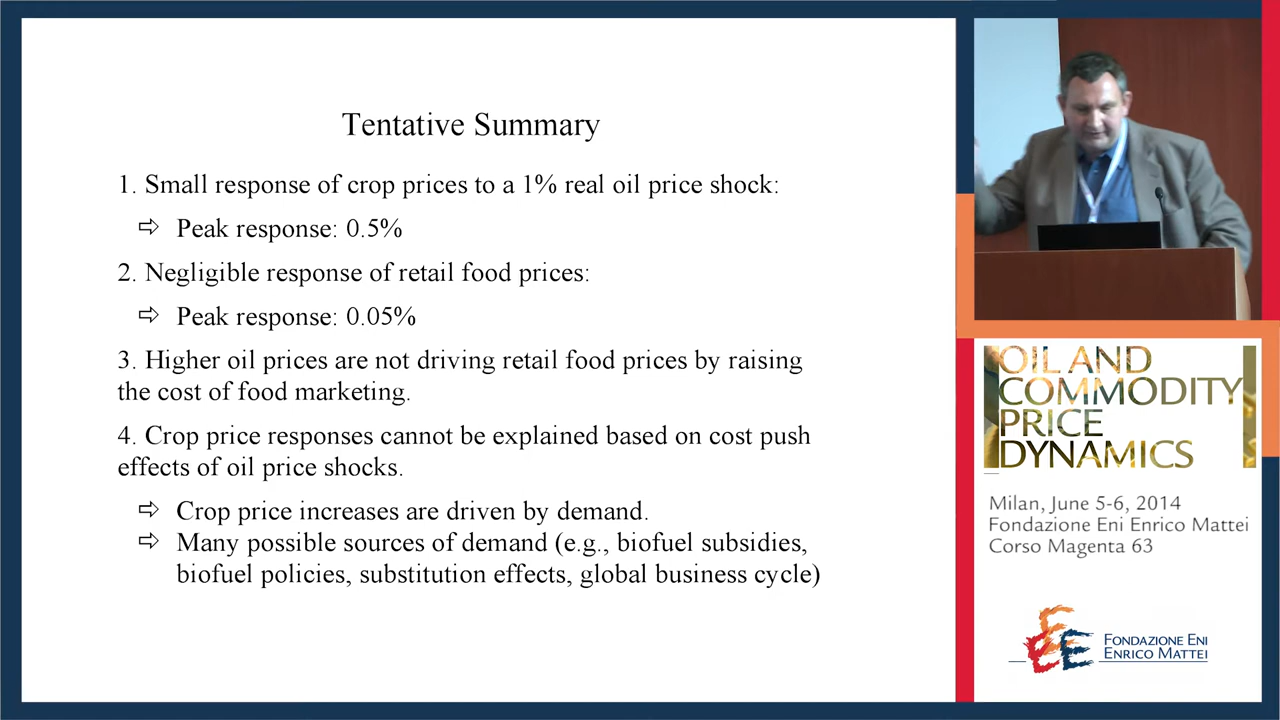 Tentative Summary
1. Small response of crop prices to a 1% real oil price shock:
⇨ Peak response: 0.5%
2. Negligible response of retail food prices:
⇨ Peak response: 0.05%
3. Higher oil prices are not driving retail food prices by raising
the cost of food marketing.
4. Crop price responses cannot be explained based on cost push
effects of oil price shocks.
⇨ Crop price increases are driven by demand.
⇨ Many possible sources of demand (e.g., biofuel subsidies,
biofuel policies, substitution effects, global business cycle)
OIL AND
COMMODITY
PRICE
DYNAMICS
Milan, June 5-6, 2014
Fondazione Eni Enrico Mattei
Corso Magenta 63
FONDAZIONE ENI
ENRICO MATTEI